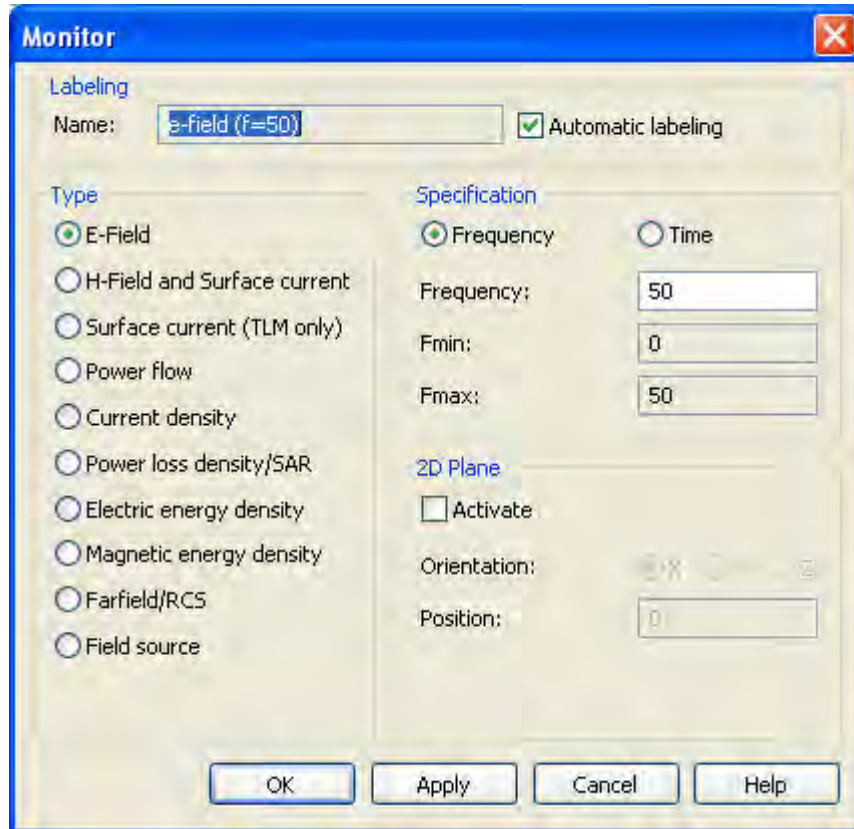 Monitor
Labeling
Name: e-field (f=50) Automatic labeling
Type
E-Field
H-Field and Surface current
Surface current (TLM only)
Power flow
Current density
Power loss density/SAR
Electric energy density
Magnetic energy density
Farfield/RCS
Field source
Specification
Frequency Time
Frequency: 50
Fmin: 0
Fmax: 50
2D Plane
Activate
Orientation: X Z
Position: 0
OK Apply Cancel Help